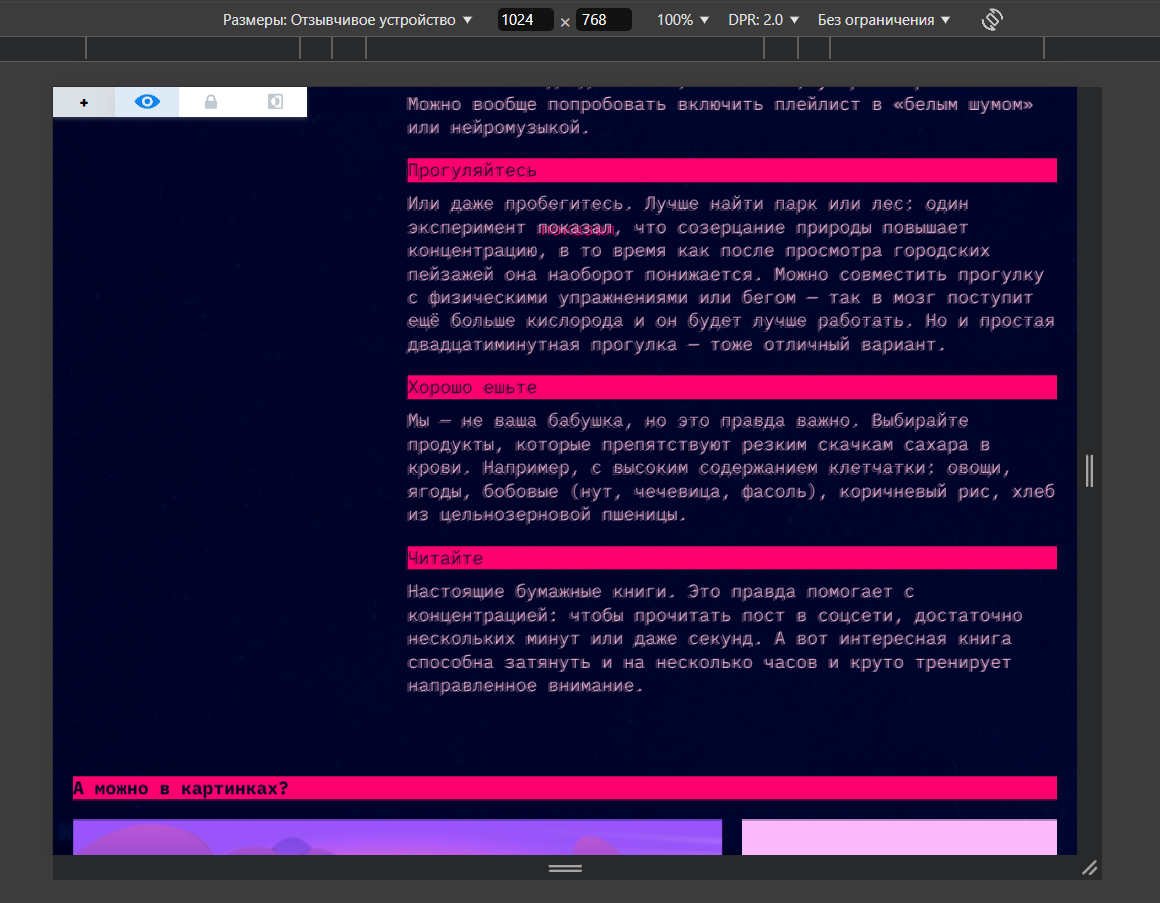 Размеры: Отзывчивое устройство ▼ 1024 × 768 100% ▼ DPR: 2.0 ▼ Без ограничения ▼
+
Можно вообще попробовать включить плейлист в «белым шумом»
или нейромузыкой.
Прогуляйтесь
Или даже пробегитесь. Лучше найти парк или лес: один
эксперимент показал, что созерцание природы повышает
концентрацию, в то время как после просмотра городских
пейзажей она наоборот понижается. Можно совместить прогулку
с физическими упражнениями или бегом — так в мозг поступит
ещё больше кислорода и он будет лучше работать. Но и простая
двадцатиминутная прогулка — тоже отличный вариант.
Хорошо ешьте
Мы — не ваша бабушка, но это правда важно. Выбирайте
продукты, которые препятствуют резким скачкам сахара в
крови. Например, с высоким содержанием клетчатки: овощи,
ягоды, бобовые (нут, чечевица, фасоль), коричневый рис, хлеб
из цельнозерновой пшеницы.
Читайте
Настоящие бумажные книги. Это правда помогает с
концентрацией: чтобы прочитать пост в соцсети, достаточно
нескольких минут или даже секунд. А вот интересная книга
способна затянуть и на несколько часов и круто тренирует
направленное внимание.
А можно в картинках?